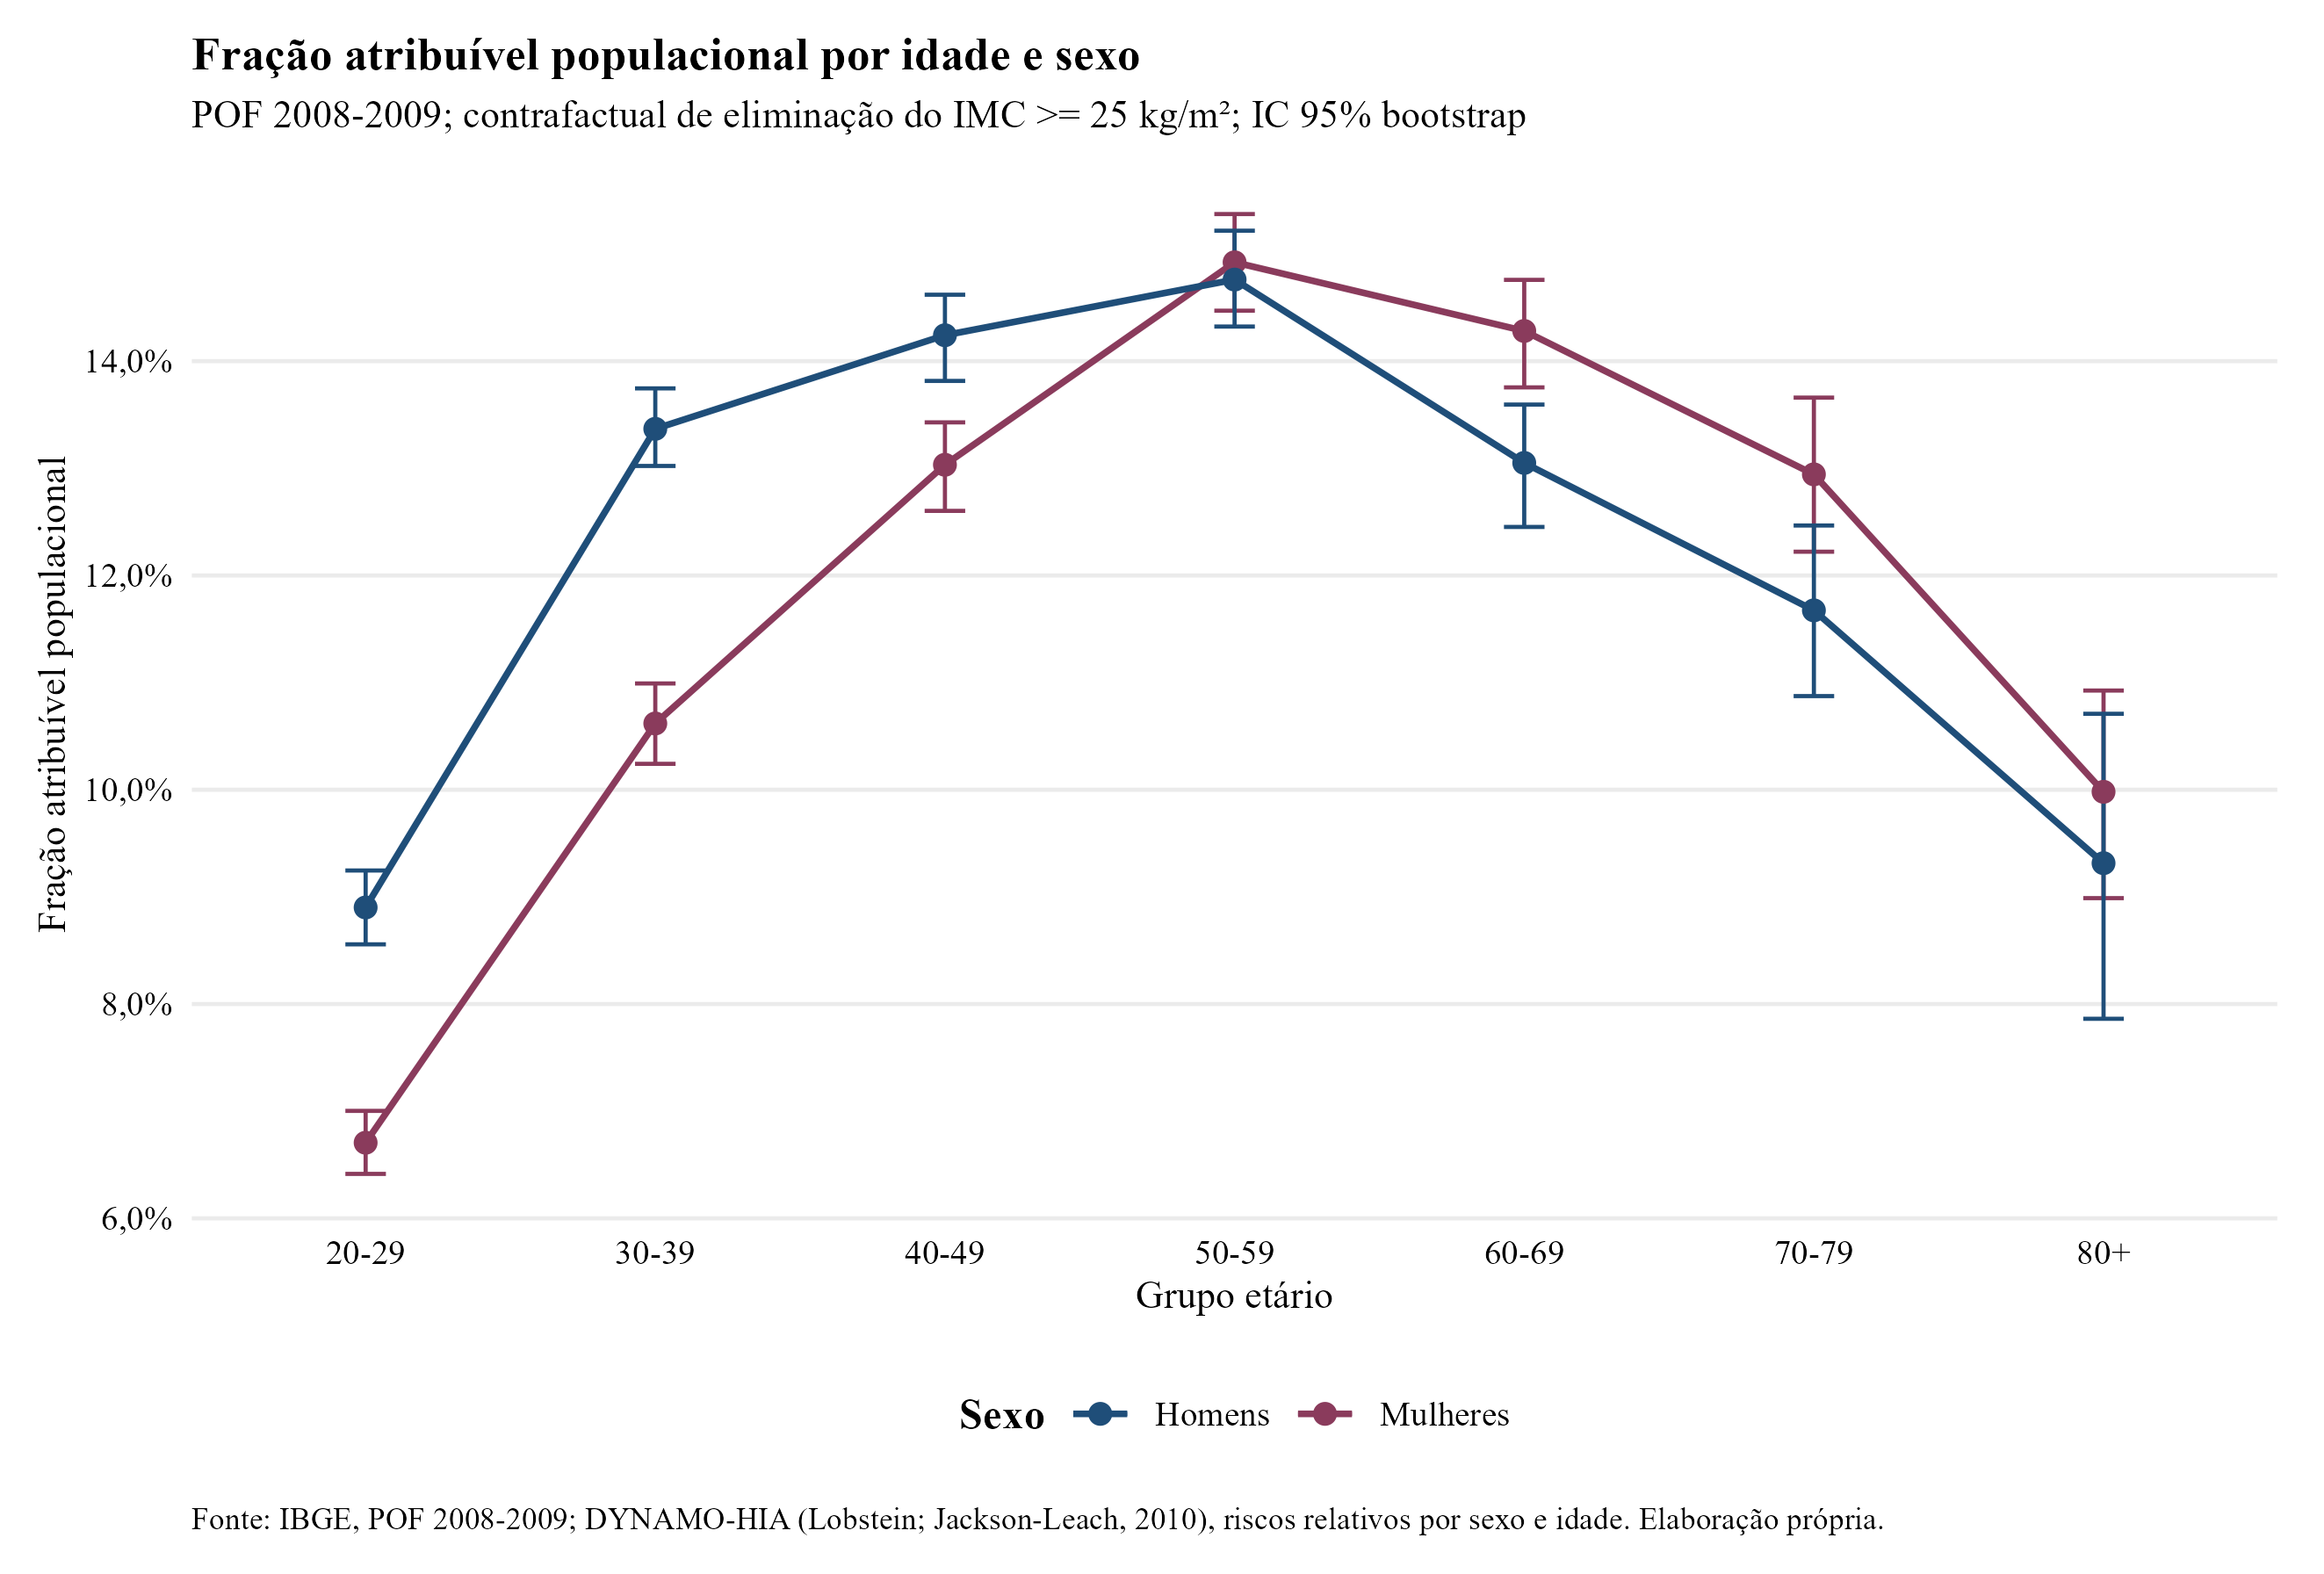 Fração atribuível populacional por idade e sexo
POF 2008-2009; contrafactual de eliminação do IMC >= 25 kg/m²; IC 95% bootstrap
Fração atribuível populacional
14,0%
12,0%
10,0%
8,0%
6,0%
20-29 30-39 40-49 50-59 60-69 70-79 80+
Grupo etário
Sexo Homens Mulheres
Fonte: IBGE, POF 2008-2009; DYNAMO-HIA (Lobstein; Jackson-Leach, 2010), riscos relativos por sexo e idade. Elaboração própria.